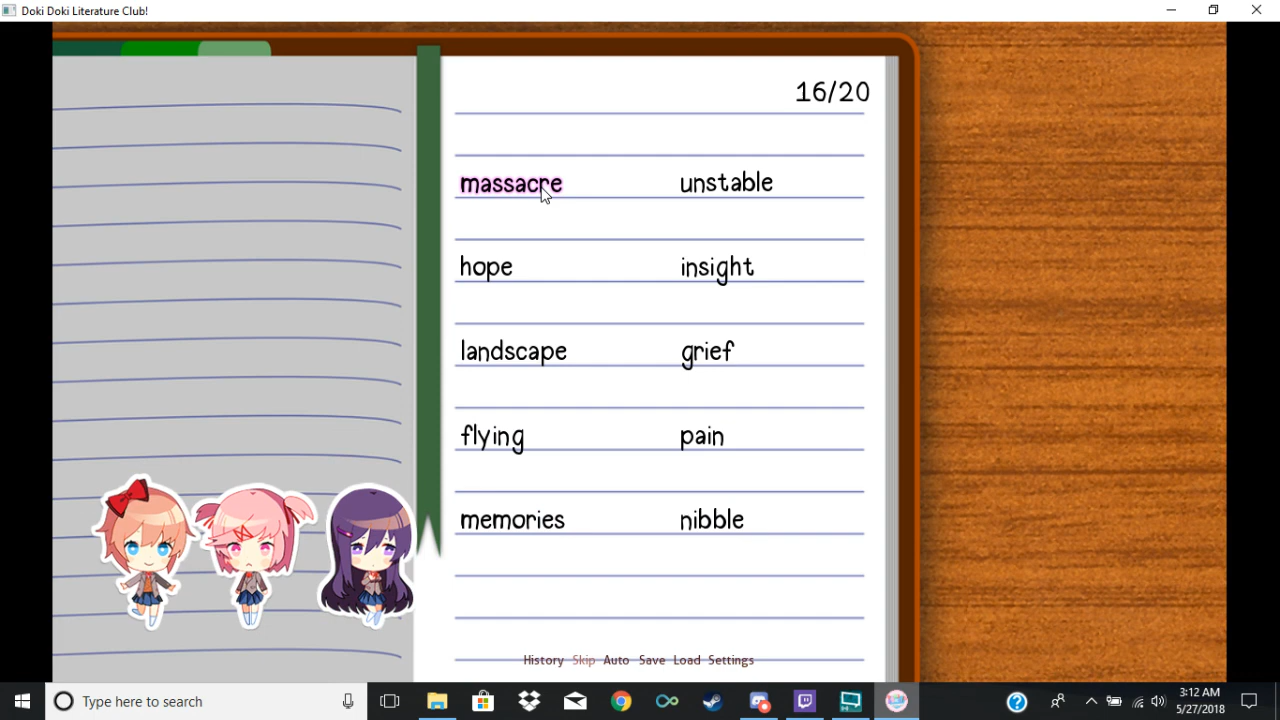 Doki Doki Literature Club!
16/20
massacre unstable
hope insight
landscape grief
flying pain
memories nibble
History Skip Auto Save Load Settings
Type here to search
3:12 AM
5/27/2018